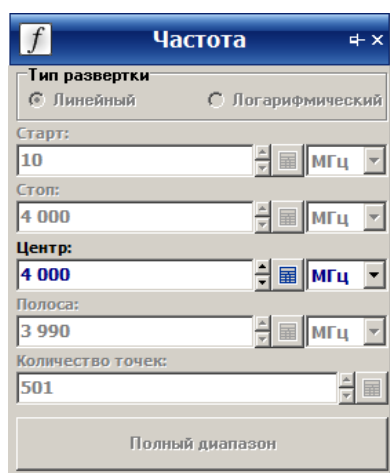 f Частота
Тип развертки
Линейный Логарифмический
Старт:
10 МГц
Стоп:
4 000 МГц
Центр:
4 000 МГц
Полоса:
3 990 МГц
Количество точек:
501
Полный диапазон